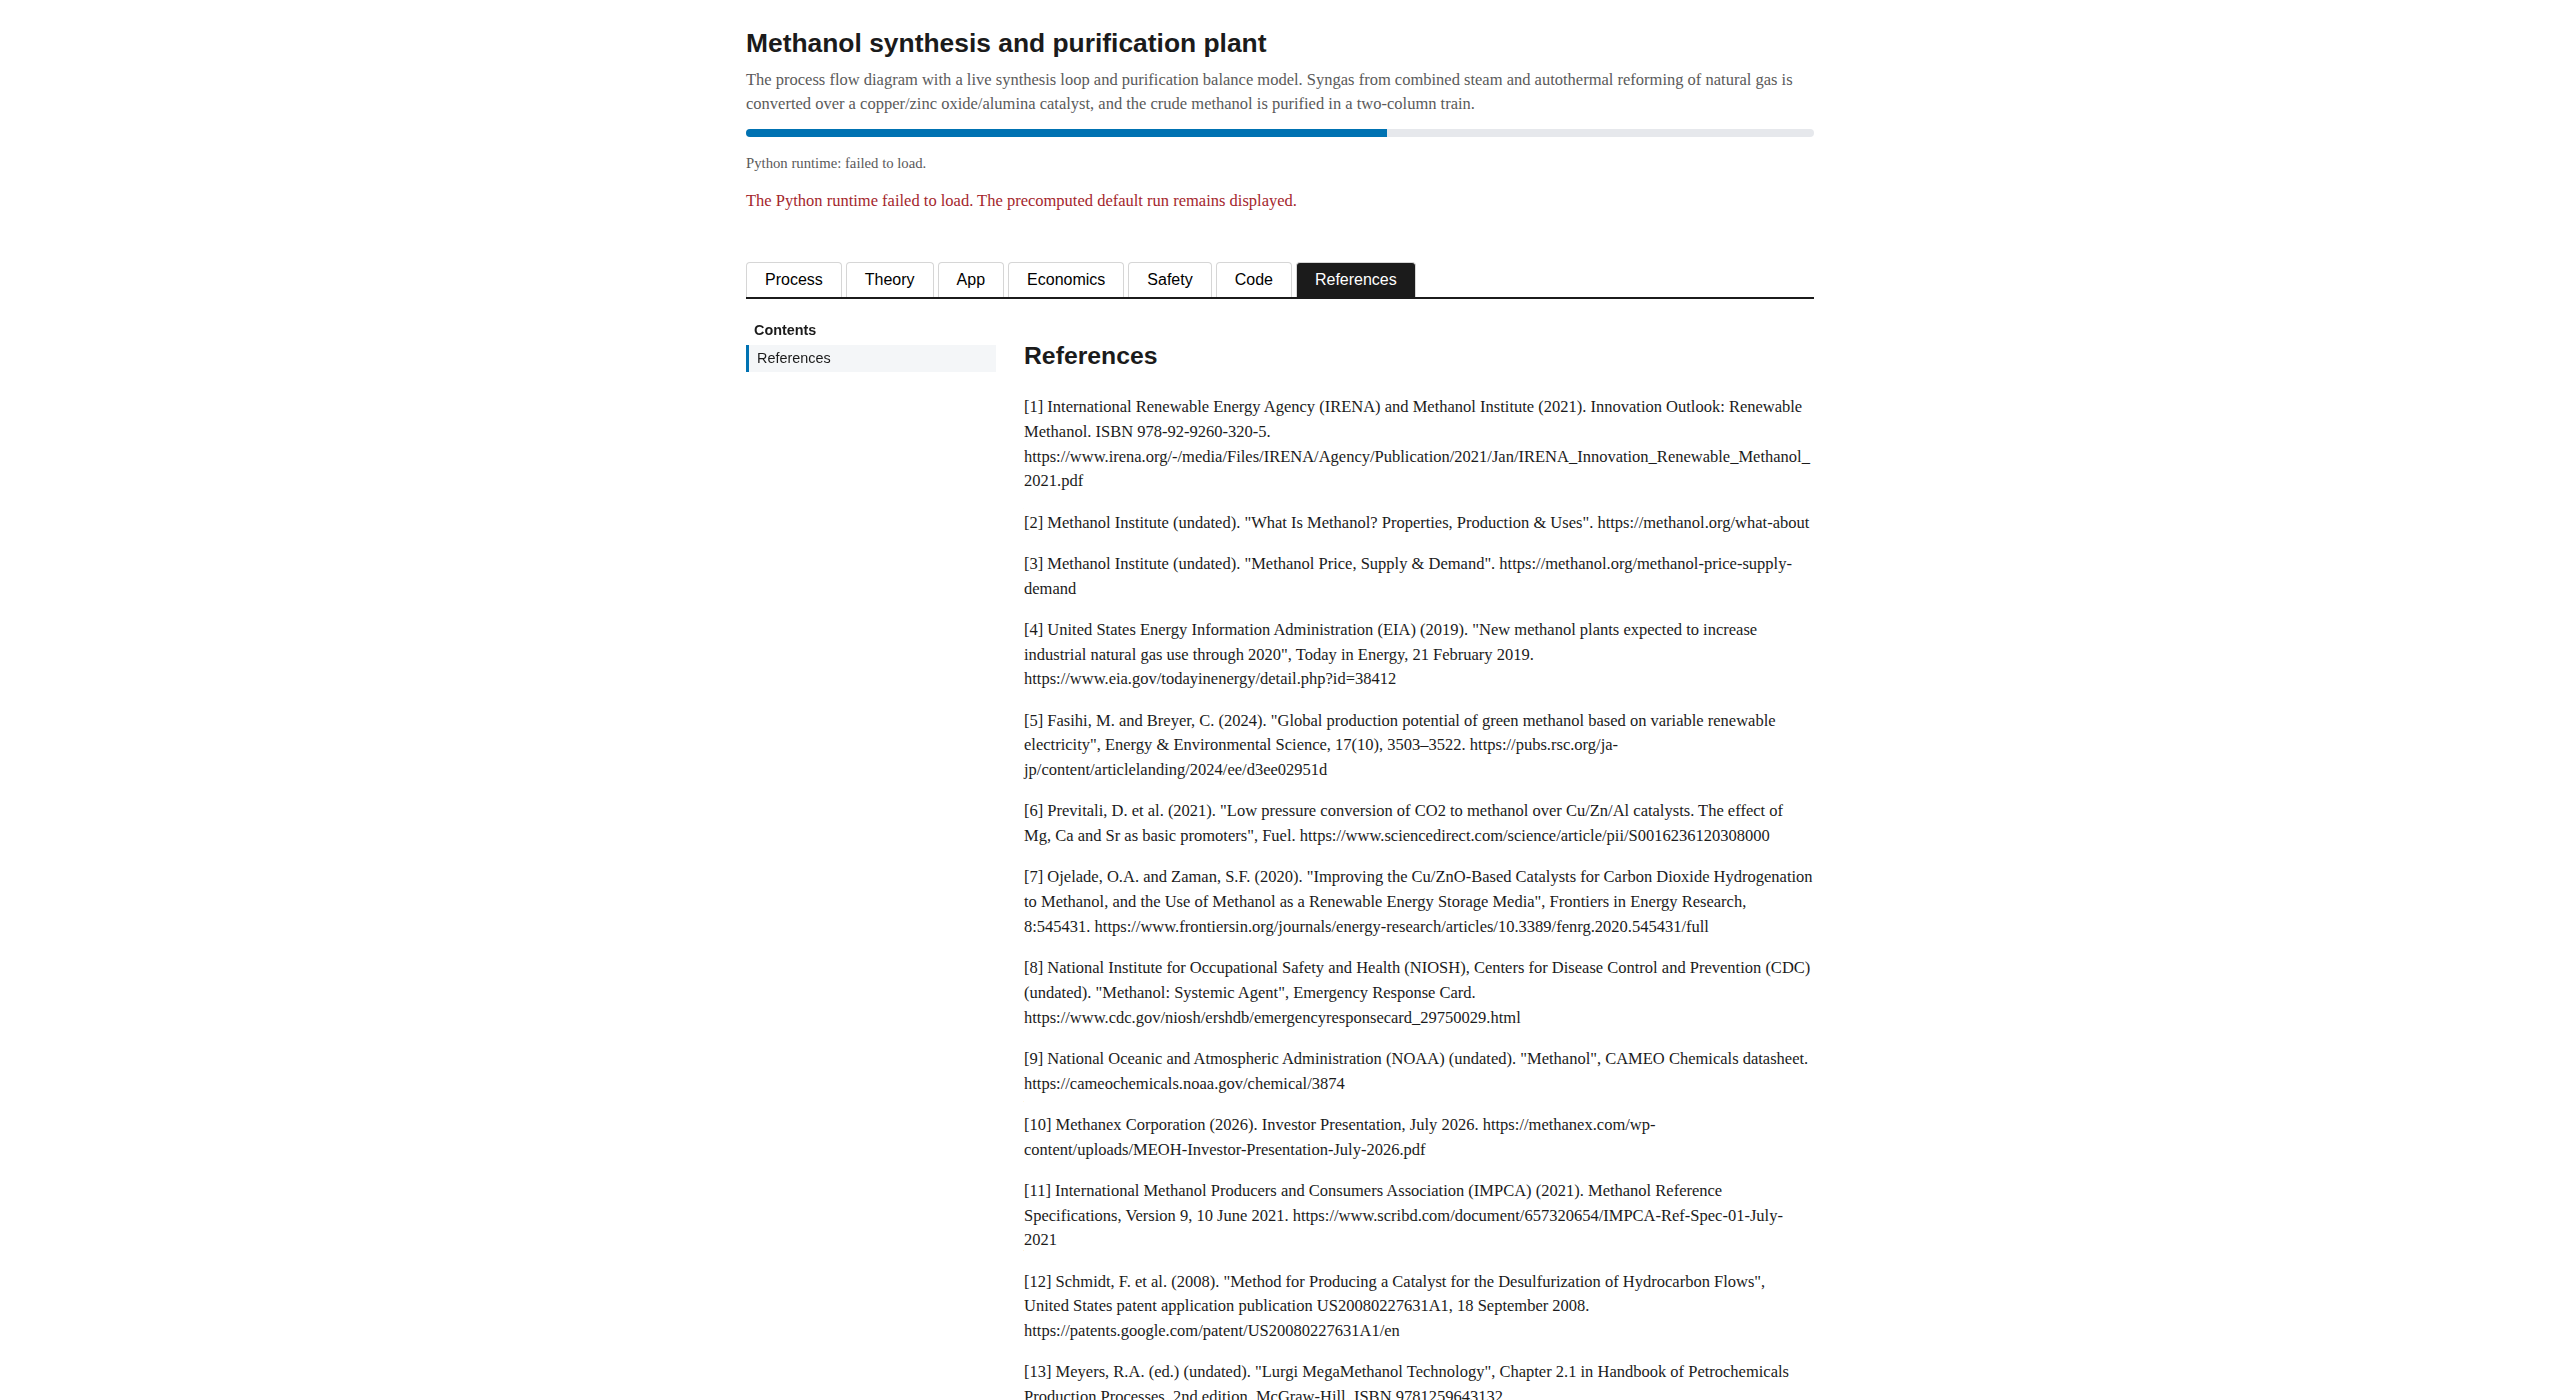 Methanol synthesis and purification plant
The process flow diagram with a live synthesis loop and purification balance model. Syngas from combined steam and autothermal reforming of natural gas is
converted over a copper/zinc oxide/alumina catalyst, and the crude methanol is purified in a two-column train.
Python runtime: failed to load.
The Python runtime failed to load. The precomputed default run remains displayed.
Process Theory App Economics Safety Code References
Contents
References
References
[1] International Renewable Energy Agency (IRENA) and Methanol Institute (2021). Innovation Outlook: Renewable
Methanol. ISBN 978-92-9260-320-5.
https://www.irena.org/-/media/Files/IRENA/Agency/Publication/2021/Jan/IRENA_Innovation_Renewable_Methanol_
2021.pdf
[2] Methanol Institute (undated). "What Is Methanol? Properties, Production & Uses". https://methanol.org/what-about
[3] Methanol Institute (undated). "Methanol Price, Supply & Demand". https://methanol.org/methanol-price-supply-
demand
[4] United States Energy Information Administration (EIA) (2019). "New methanol plants expected to increase
industrial natural gas use through 2020", Today in Energy, 21 February 2019.
https://www.eia.gov/todayinenergy/detail.php?id=38412
[5] Fasihi, M. and Breyer, C. (2024). "Global production potential of green methanol based on variable renewable
electricity", Energy & Environmental Science, 17(10), 3503–3522. https://pubs.rsc.org/ja-
jp/content/articlelanding/2024/ee/d3ee02951d
[6] Previtali, D. et al. (2021). "Low pressure conversion of CO2 to methanol over Cu/Zn/Al catalysts. The effect of
Mg, Ca and Sr as basic promoters", Fuel. https://www.sciencedirect.com/science/article/pii/S0016236120308000
[7] Ojelade, O.A. and Zaman, S.F. (2020). "Improving the Cu/ZnO-Based Catalysts for Carbon Dioxide Hydrogenation
to Methanol, and the Use of Methanol as a Renewable Energy Storage Media", Frontiers in Energy Research,
8:545431. https://www.frontiersin.org/journals/energy-research/articles/10.3389/fenrg.2020.545431/full
[8] National Institute for Occupational Safety and Health (NIOSH), Centers for Disease Control and Prevention (CDC)
(undated). "Methanol: Systemic Agent", Emergency Response Card.
https://www.cdc.gov/niosh/ershdb/emergencyresponsecard_29750029.html
[9] National Oceanic and Atmospheric Administration (NOAA) (undated). "Methanol", CAMEO Chemicals datasheet.
https://cameochemicals.noaa.gov/chemical/3874
[10] Methanex Corporation (2026). Investor Presentation, July 2026. https://methanex.com/wp-
content/uploads/MEOH-Investor-Presentation-July-2026.pdf
[11] International Methanol Producers and Consumers Association (IMPCA) (2021). Methanol Reference
Specifications, Version 9, 10 June 2021. https://www.scribd.com/document/657320654/IMPCA-Ref-Spec-01-July-
2021
[12] Schmidt, F. et al. (2008). "Method for Producing a Catalyst for the Desulfurization of Hydrocarbon Flows",
United States patent application publication US20080227631A1, 18 September 2008.
https://patents.google.com/patent/US20080227631A1/en
[13] Meyers, R.A. (ed.) (undated). "Lurgi MegaMethanol Technology", Chapter 2.1 in Handbook of Petrochemicals
Production Processes, 2nd edition, McGraw-Hill, ISBN 9781259643132.